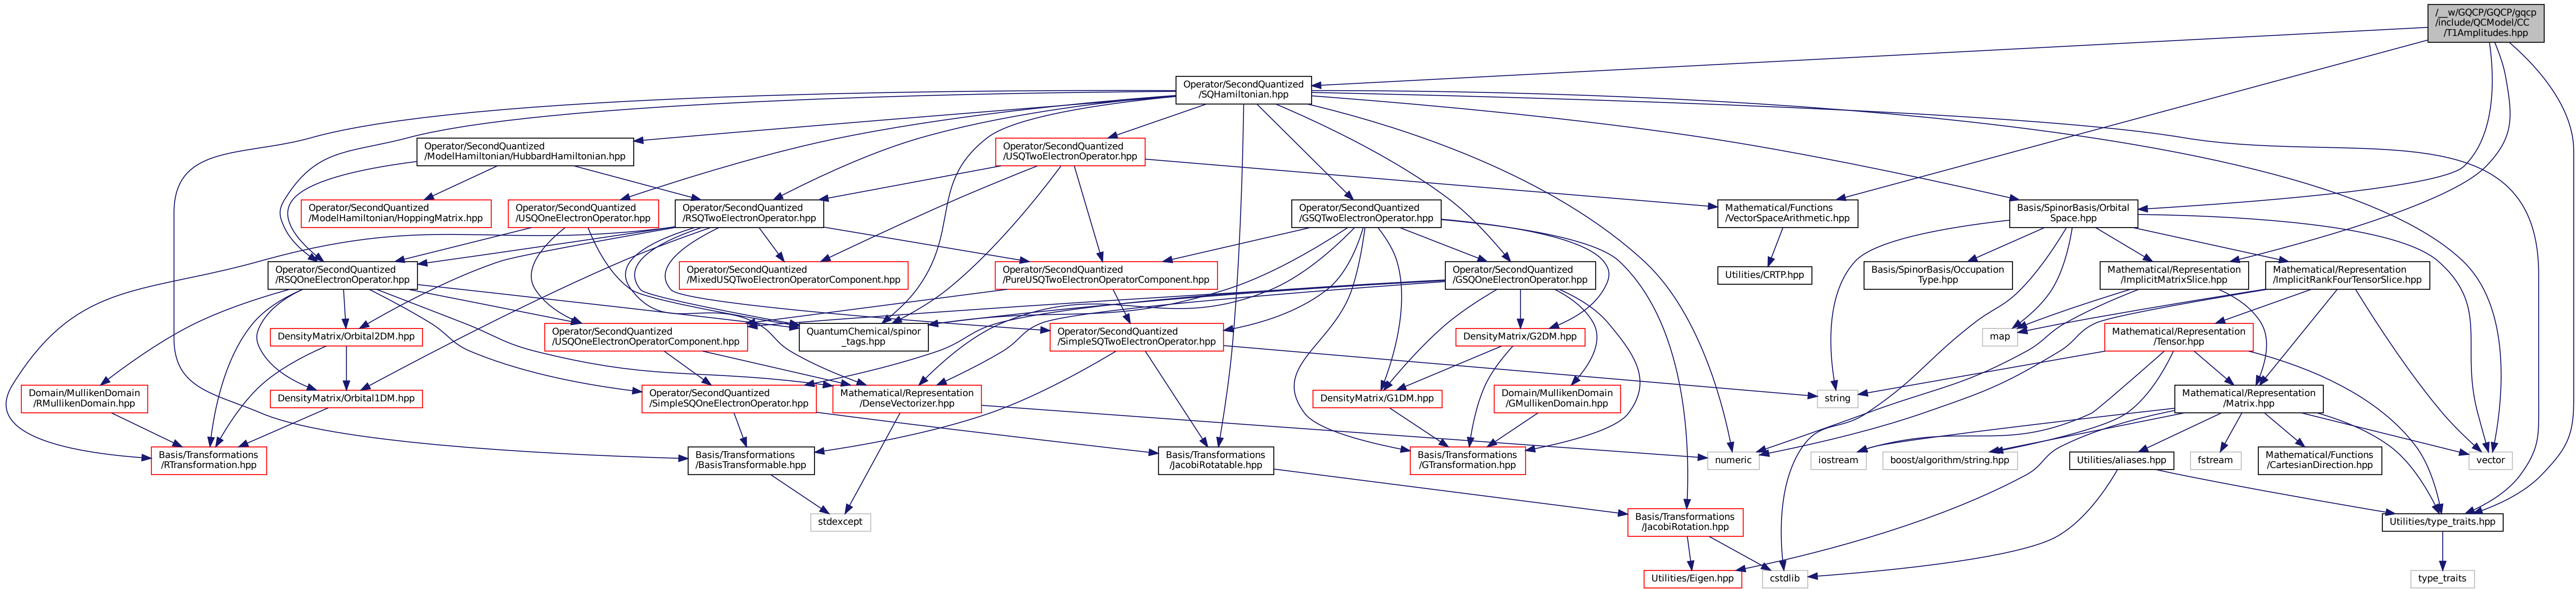 /__w/GQCP/GQCP/gqcp
/include/QCModel/CC
/T1Amplitudes.hpp
Operator/SecondQuantized
/SQHamiltonian.hpp
Operator/SecondQuantized
/ModelHamiltonian/HubbardHamiltonian.hpp
Operator/SecondQuantized
/USQTwoElectronOperator.hpp
Operator/SecondQuantized
/ModelHamiltonian/HoppingMatrix.hpp
Operator/SecondQuantized
/USQOneElectronOperator.hpp
Operator/SecondQuantized
/RSQTwoElectronOperator.hpp
Operator/SecondQuantized
/GSQTwoElectronOperator.hpp
Mathematical/Functions
/VectorSpaceArithmetic.hpp
Basis/SpinorBasis/Orbital
Space.hpp
Operator/SecondQuantized
/RSQOneElectronOperator.hpp
Operator/SecondQuantized
/MixedUSQTwoElectronOperatorComponent.hpp
Operator/SecondQuantized
/PureUSQTwoElectronOperatorComponent.hpp
Operator/SecondQuantized
/GSQOneElectronOperator.hpp
Utilities/CRTP.hpp
Basis/SpinorBasis/Occupation
Type.hpp
Mathematical/Representation
/ImplicitMatrixSlice.hpp
Mathematical/Representation
/ImplicitRankFourTensorSlice.hpp
DensityMatrix/Orbital2DM.hpp
Operator/SecondQuantized
/USQOneElectronOperatorComponent.hpp
QuantumChemical/spinor
_tags.hpp
Operator/SecondQuantized
/SimpleSQTwoElectronOperator.hpp
DensityMatrix/G2DM.hpp
map
Mathematical/Representation
/Tensor.hpp
Domain/MullikenDomain
/RMullikenDomain.hpp
DensityMatrix/Orbital1DM.hpp
Operator/SecondQuantized
/SimpleSQOneElectronOperator.hpp
Mathematical/Representation
/DenseVectorizer.hpp
DensityMatrix/G1DM.hpp
Domain/MullikenDomain
/GMullikenDomain.hpp
string
Mathematical/Representation
/Matrix.hpp
Basis/Transformations
/RTransformation.hpp
Basis/Transformations
/BasisTransformable.hpp
Basis/Transformations
/JacobiRotatable.hpp
Basis/Transformations
/GTransformation.hpp
numeric
iostream
boost/algorithm/string.hpp
Utilities/aliases.hpp
fstream
Mathematical/Functions
/CartesianDirection.hpp
vector
stdexcept
Basis/Transformations
/JacobiRotation.hpp
Utilities/type_traits.hpp
Utilities/Eigen.hpp
cstdlib
type_traits